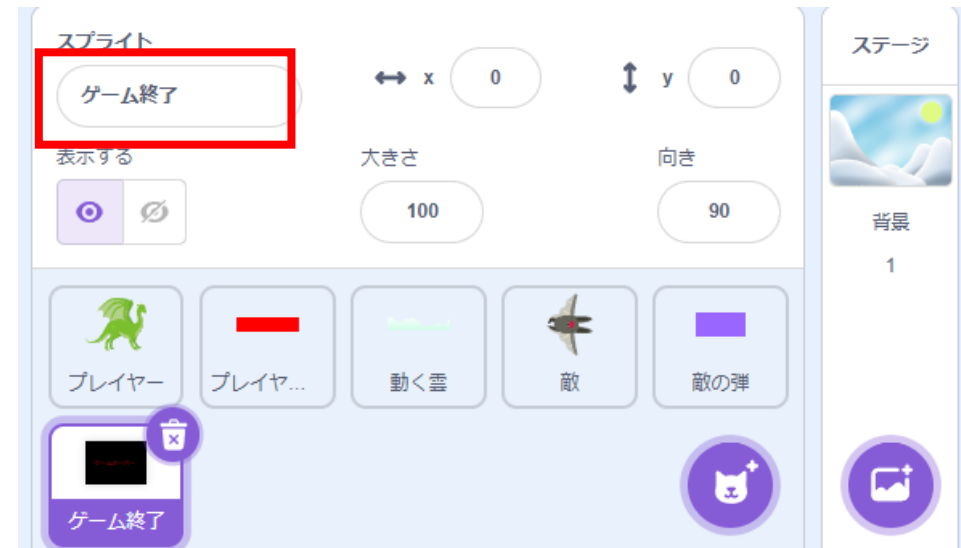 スプライト
ゲーム終了
x 0
y 0
表示する
大きさ
向き
100
90
ステージ
背景
1
プレイヤー
プレイヤ...
動く雲
敵
敵の弾
ゲーム終了